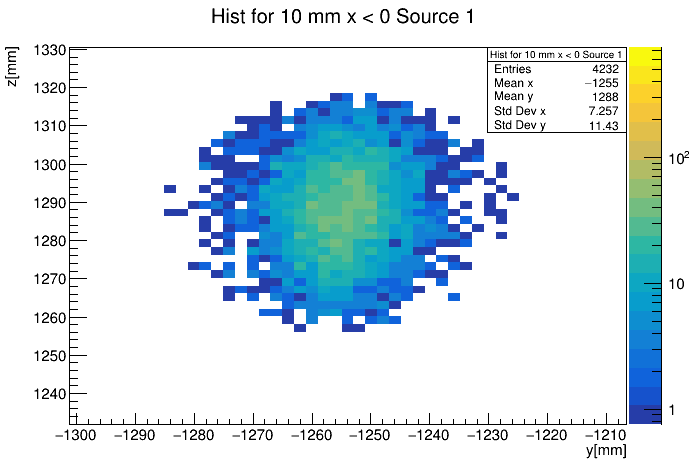 Hist for 10 mm x < 0 Source 1
z[mm]
1330
1320
1310
1300
1290
1280
1270
1260
1250
1240
Hist for 10 mm x < 0 Source 1
Entries 4232
Mean x −1255
Mean y 1288
Std Dev x 7.257
Std Dev y 11.43
10²
10
1
−1300 −1290 −1280 −1270 −1260 −1250 −1240 −1230 −1220 −1210
y[mm]